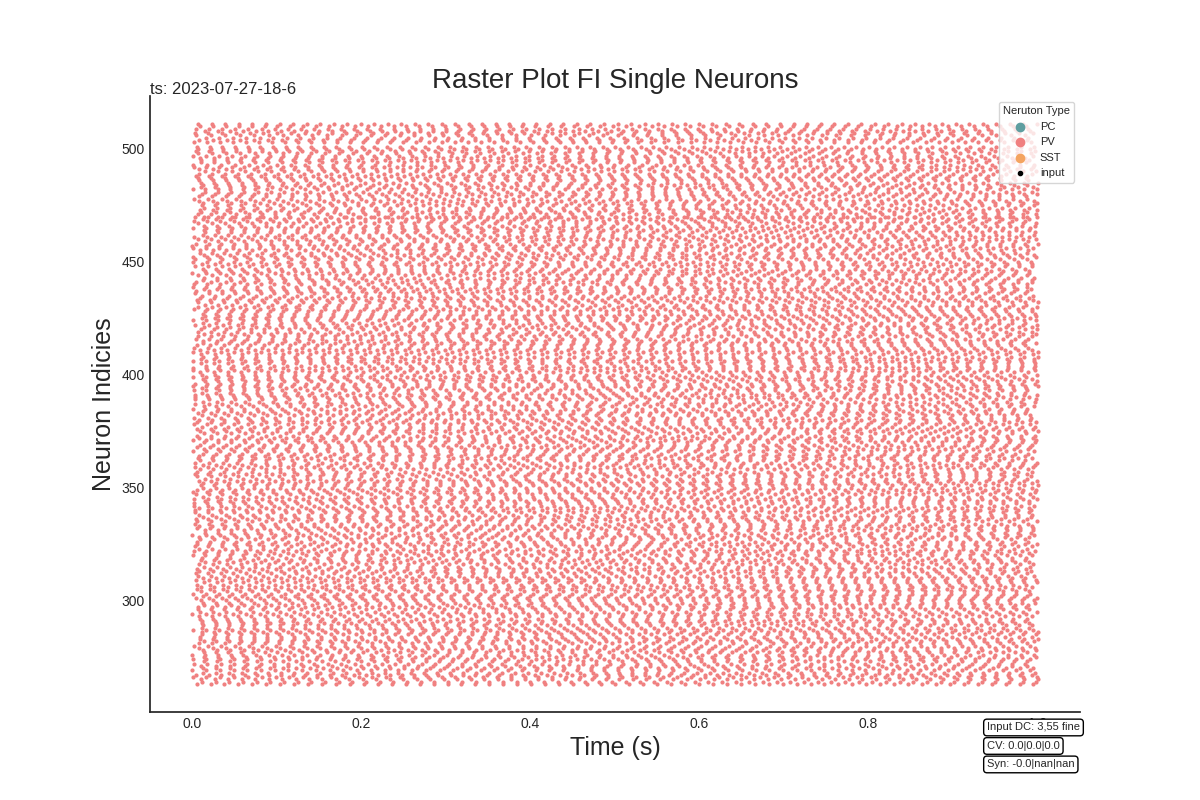 Raster Plot FI Single Neurons
ts: 2023-07-27-18-6
Neruton Type
PC
PV
SST
input
500
450
400
350
300
Neuron Indicies
0.0 0.2 0.4 0.6 0.8
Time (s)
Input DC: 3,55 fine
CV: 0.0|0.0|0.0
Syn: -0.0|nan|nan